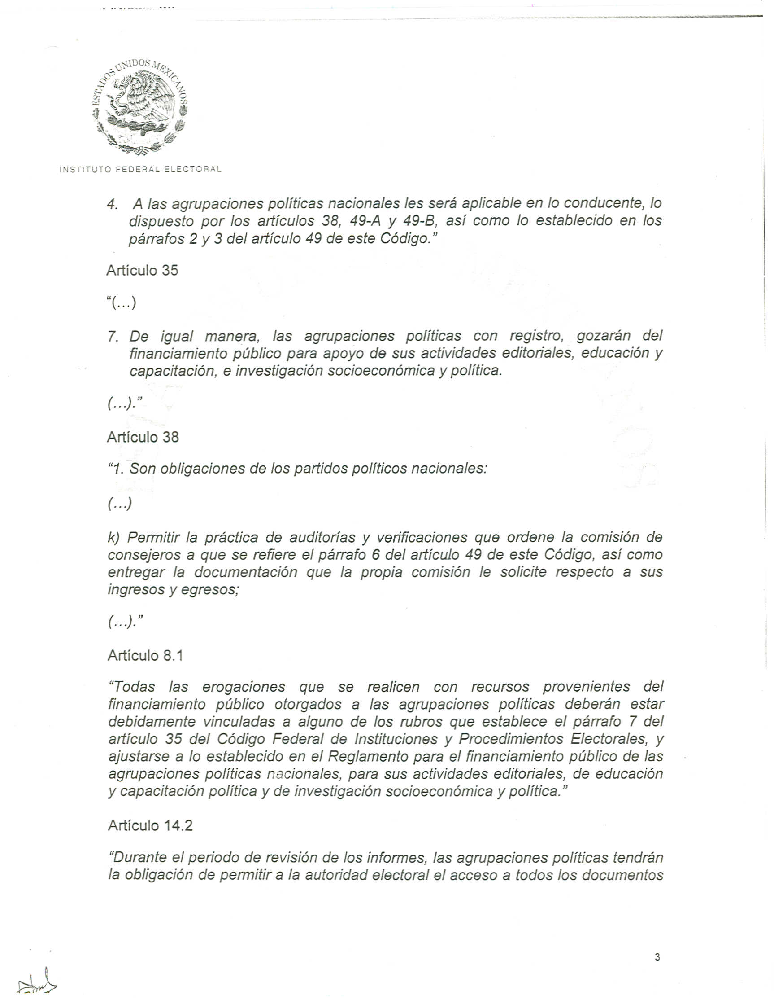 ESTADOS UNIDOS MEXICANOS
INSTITUTO FEDERAL ELECTORAL
4. A las agrupaciones políticas nacionales les será aplicable en lo conducente, lo
dispuesto por los artículos 38, 49-A y 49-B, así como lo establecido en los
párrafos 2 y 3 del artículo 49 de este Código.”
Artículo 35
“(...)
7. De igual manera, las agrupaciones políticas con registro, gozarán del
financiamiento público para apoyo de sus actividades editoriales, educación y
capacitación, e investigación socioeconómica y política.
(...).”
Artículo 38
“1. Son obligaciones de los partidos políticos nacionales:
(...)
k) Permitir la práctica de auditorías y verificaciones que ordene la comisión de
consejeros a que se refiere el párrafo 6 del artículo 49 de este Código, así como
entregar la documentación que la propia comisión le solicite respecto a sus
ingresos y egresos;
(...).”
Artículo 8.1
“Todas las erogaciones que se realicen con recursos provenientes del
financiamiento público otorgados a las agrupaciones políticas deberán estar
debidamente vinculadas a alguno de los rubros que establece el párrafo 7 del
artículo 35 del Código Federal de Instituciones y Procedimientos Electorales, y
ajustarse a lo establecido en el Reglamento para el financiamiento público de las
agrupaciones políticas nacionales, para sus actividades editoriales, de educación
y capacitación política y de investigación socioeconómica y política.”
Artículo 14.2
“Durante el periodo de revisión de los informes, las agrupaciones políticas tendrán
la obligación de permitir a la autoridad electoral el acceso a todos los documentos
3